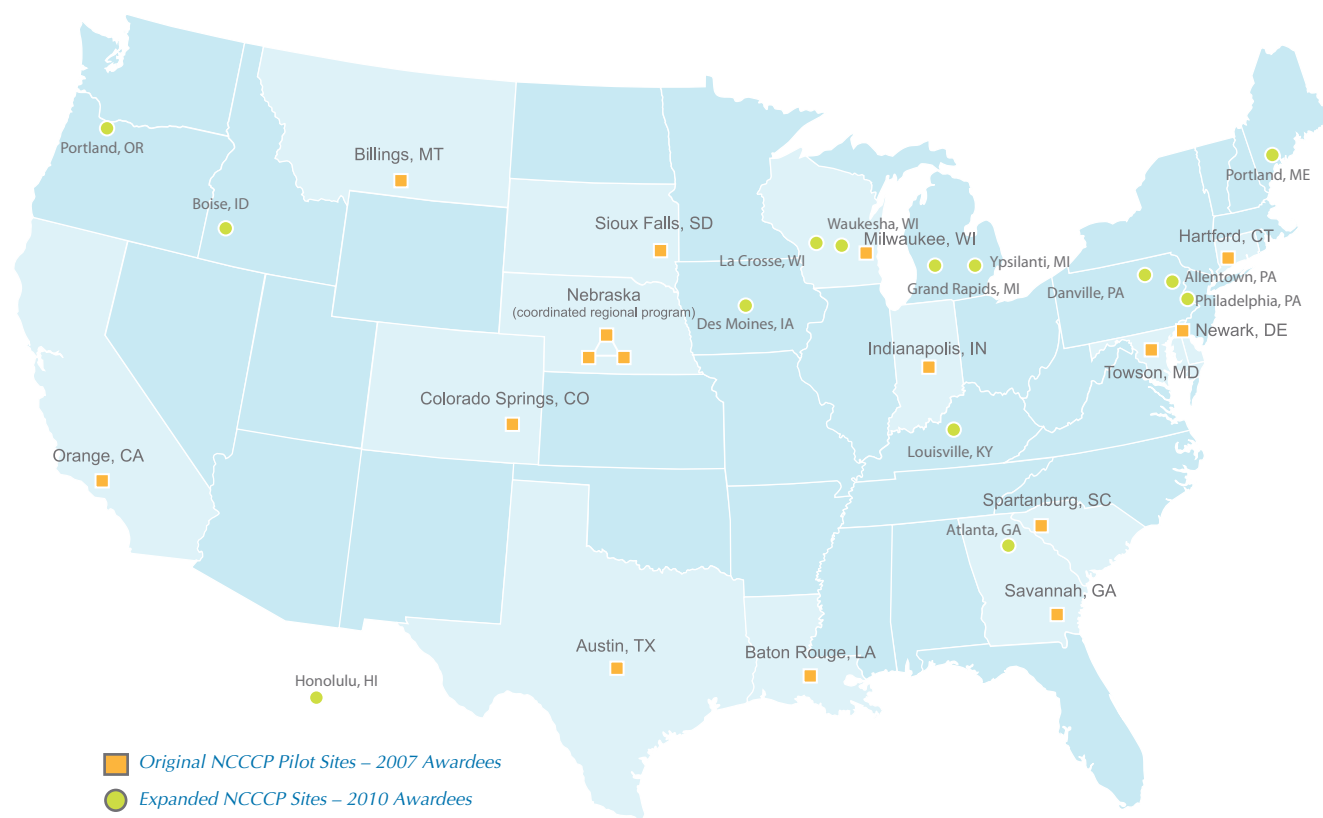 Portland, OR
Billings, MT
Portland, ME
Boise, ID
Sioux Falls, SD
Waukesha, WI
Milwaukee, WI
Hartford, CT
La Crosse, WI
Ypsilanti, MI
Grand Rapids, MI
Allentown, PA
Danville, PA
Philadelphia, PA
Nebraska
(coordinated regional program)
Des Moines, IA
Newark, DE
Indianapolis, IN
Towson, MD
Colorado Springs, CO
Louisville, KY
Orange, CA
Spartanburg, SC
Atlanta, GA
Savannah, GA
Austin, TX
Baton Rouge, LA
Honolulu, HI
Original NCCCP Pilot Sites – 2007 Awardees
Expanded NCCCP Sites – 2010 Awardees